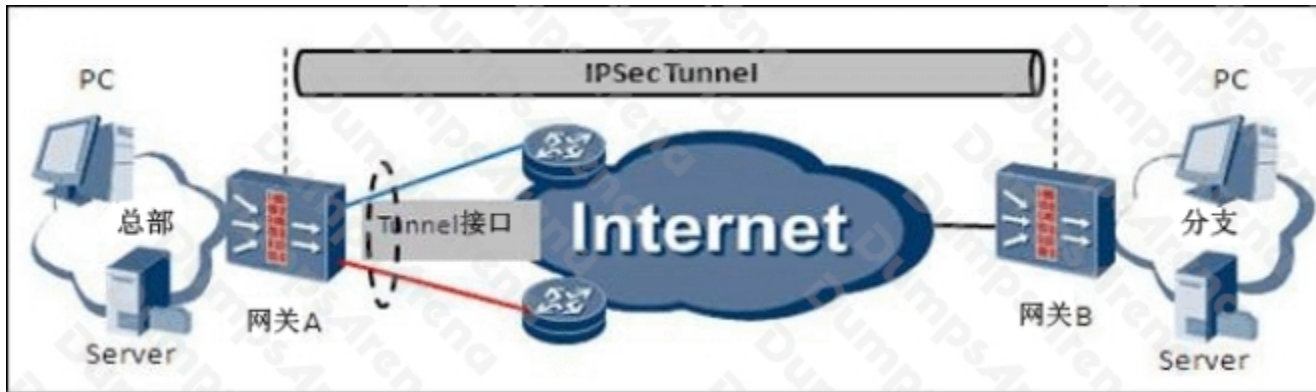 IPSec Tunnel
PC
PC
总部
Tunnel接口
Internet
分支
网关A
网关B
Server
Server
DumpsArena